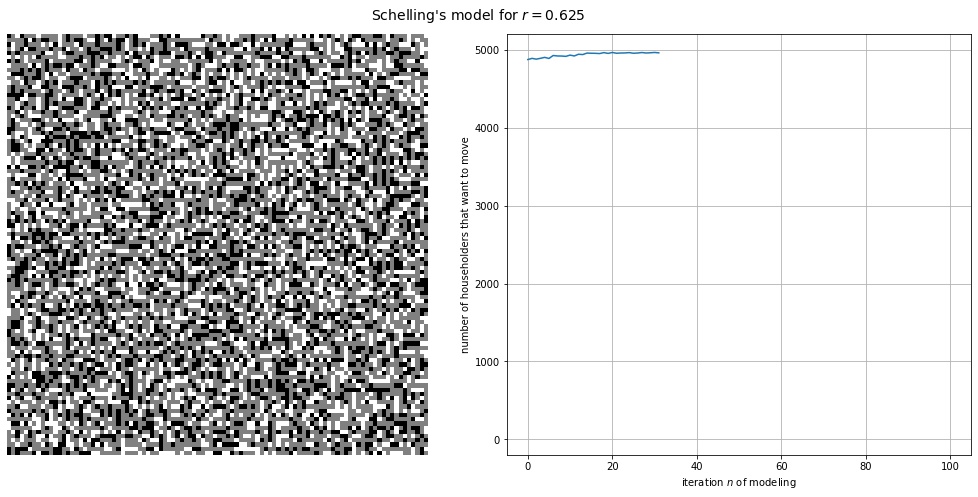 Schelling's model for r = 0.625
number of householders that want to move
5000
4000
3000
2000
1000
0
0 20 40 60 80 100
iteration n of modeling